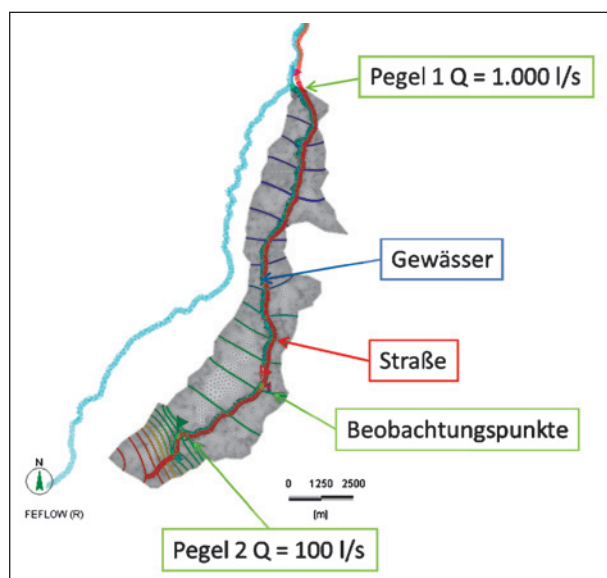 Pegel 1 Q = 1.000 l/s
Gewässer
Straße
Beobachtungspunkte
N
0 1250 2500
[m]
FEFLOW (R)
Pegel 2 Q = 100 l/s